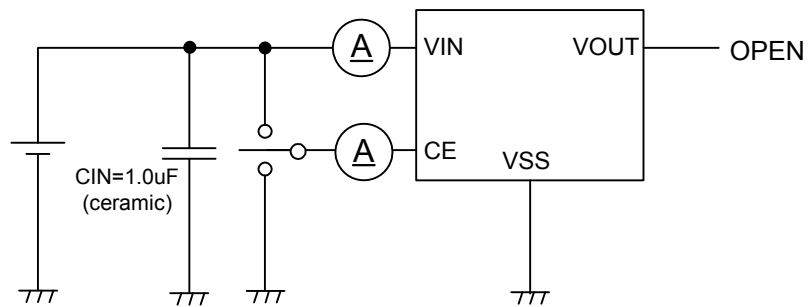 A
VIN
VOUT
OPEN
A
CE
VSS
CIN=1.0uF
(ceramic)